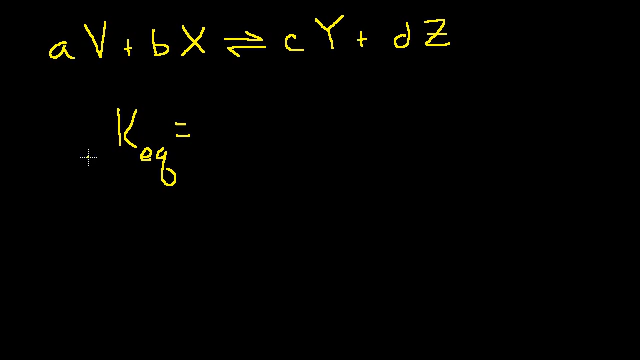 aV + bX ⇌ cY + dZ
Keq =